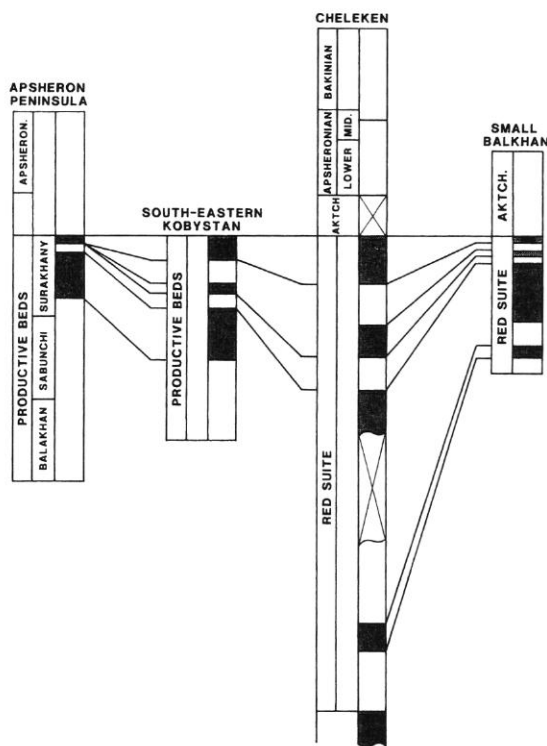 CHELEKEN
BAKINIAN
APSHERONIAN
MID.
LOWER
AKTCH
RED SUITE
APSHERON
PENINSULA
APSHERON.
PRODUCTIVE BEDS
SURAKHANY
SABUNCHI
BALAKHAN
SOUTH-EASTERN
KOBYSTAN
PRODUCTIVE BEDS
SMALL
BALKHAN
AKTCH.
RED SUITE